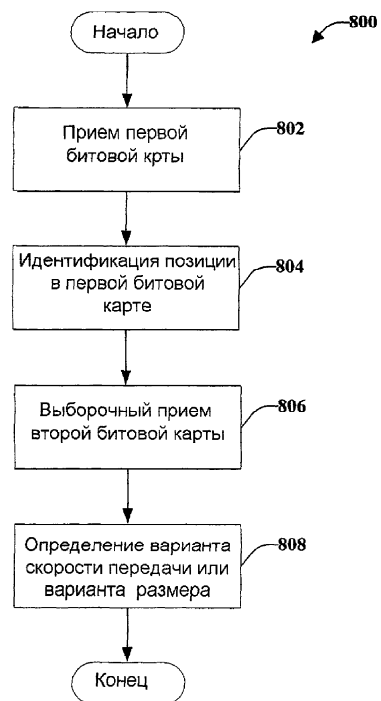 Начало
800
Прием первой
битовой крты
802
Идентификация позиции
в первой битовой
карте
804
Выборочный прием
второй битовой карты
806
Определение варианта
скорости передачи или
варианта размера
808
Конец